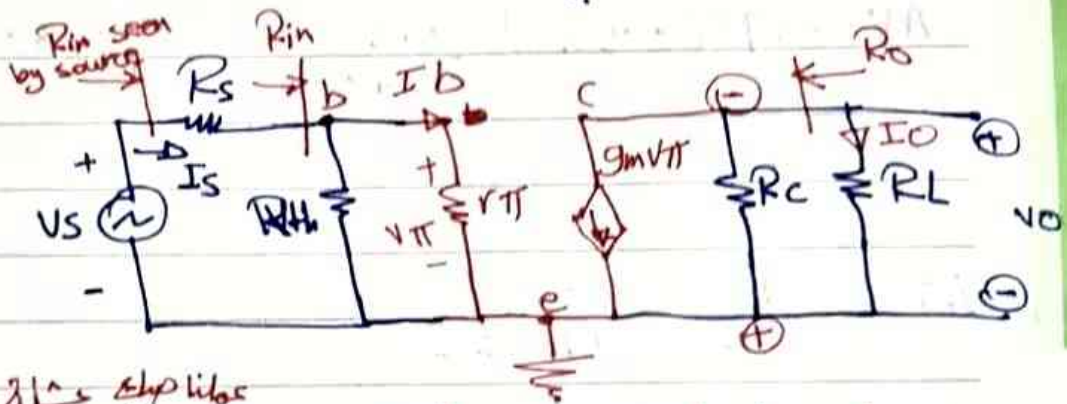 Rin seen
by source
Rin
Rs
b
Ib
c
-
Ro
+
Is
Vs
-
Rth
+
vπ
-
rπ
gmvπ
Rc
IO
RL
+
vo
-
e
+